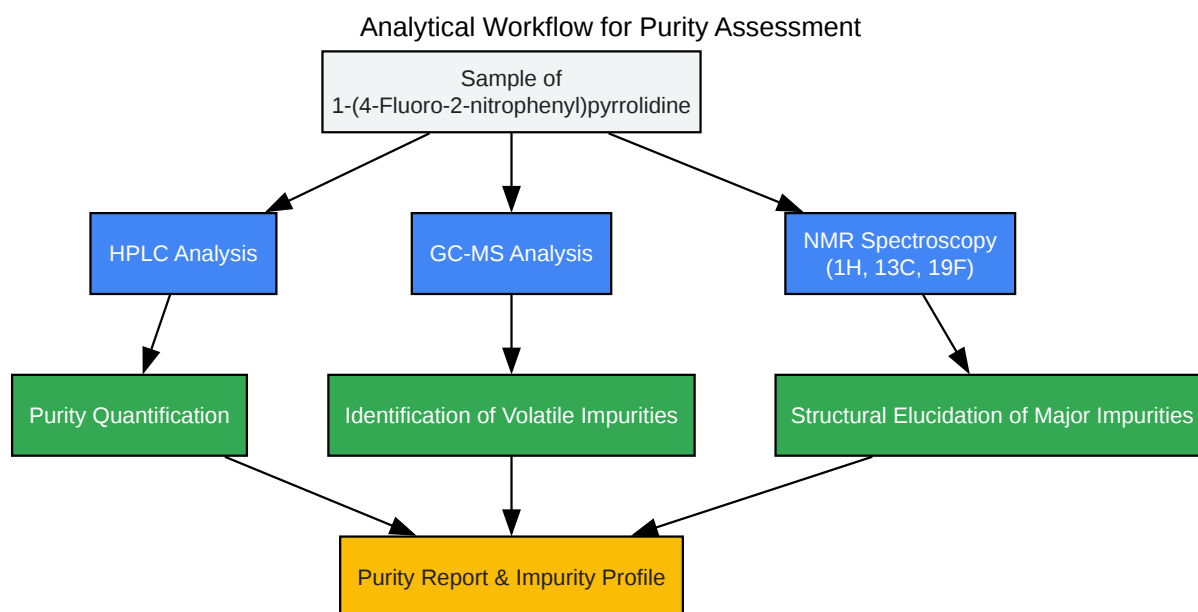 Analytical Workflow for Purity Assessment
Sample of
1-(4-Fluoro-2-nitrophenyl)pyrrolidine
HPLC Analysis
GC-MS Analysis
NMR Spectroscopy
(1H, 13C, 19F)
Purity Quantification
Identification of Volatile Impurities
Structural Elucidation of Major Impurities
Purity Report & Impurity Profile